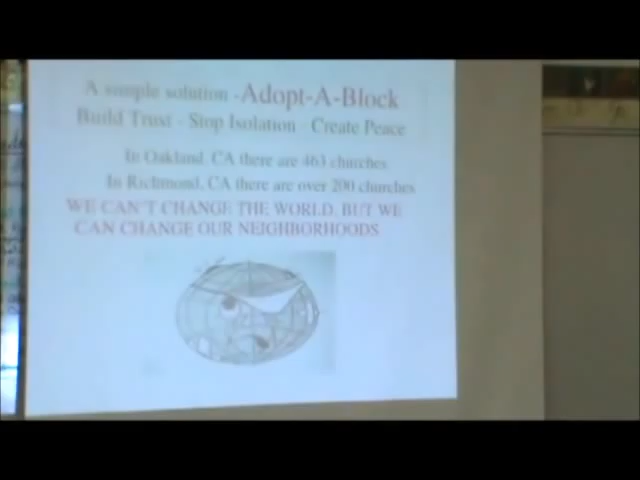 A simple solution -Adopt-A-Block
Build Trust - Stop Isolation - Create Peace
In Oakland, CA there are 463 churches
In Richmond, CA there are over 200 churches
WE CAN'T CHANGE THE WORLD, BUT WE
CAN CHANGE OUR NEIGHBORHOODS